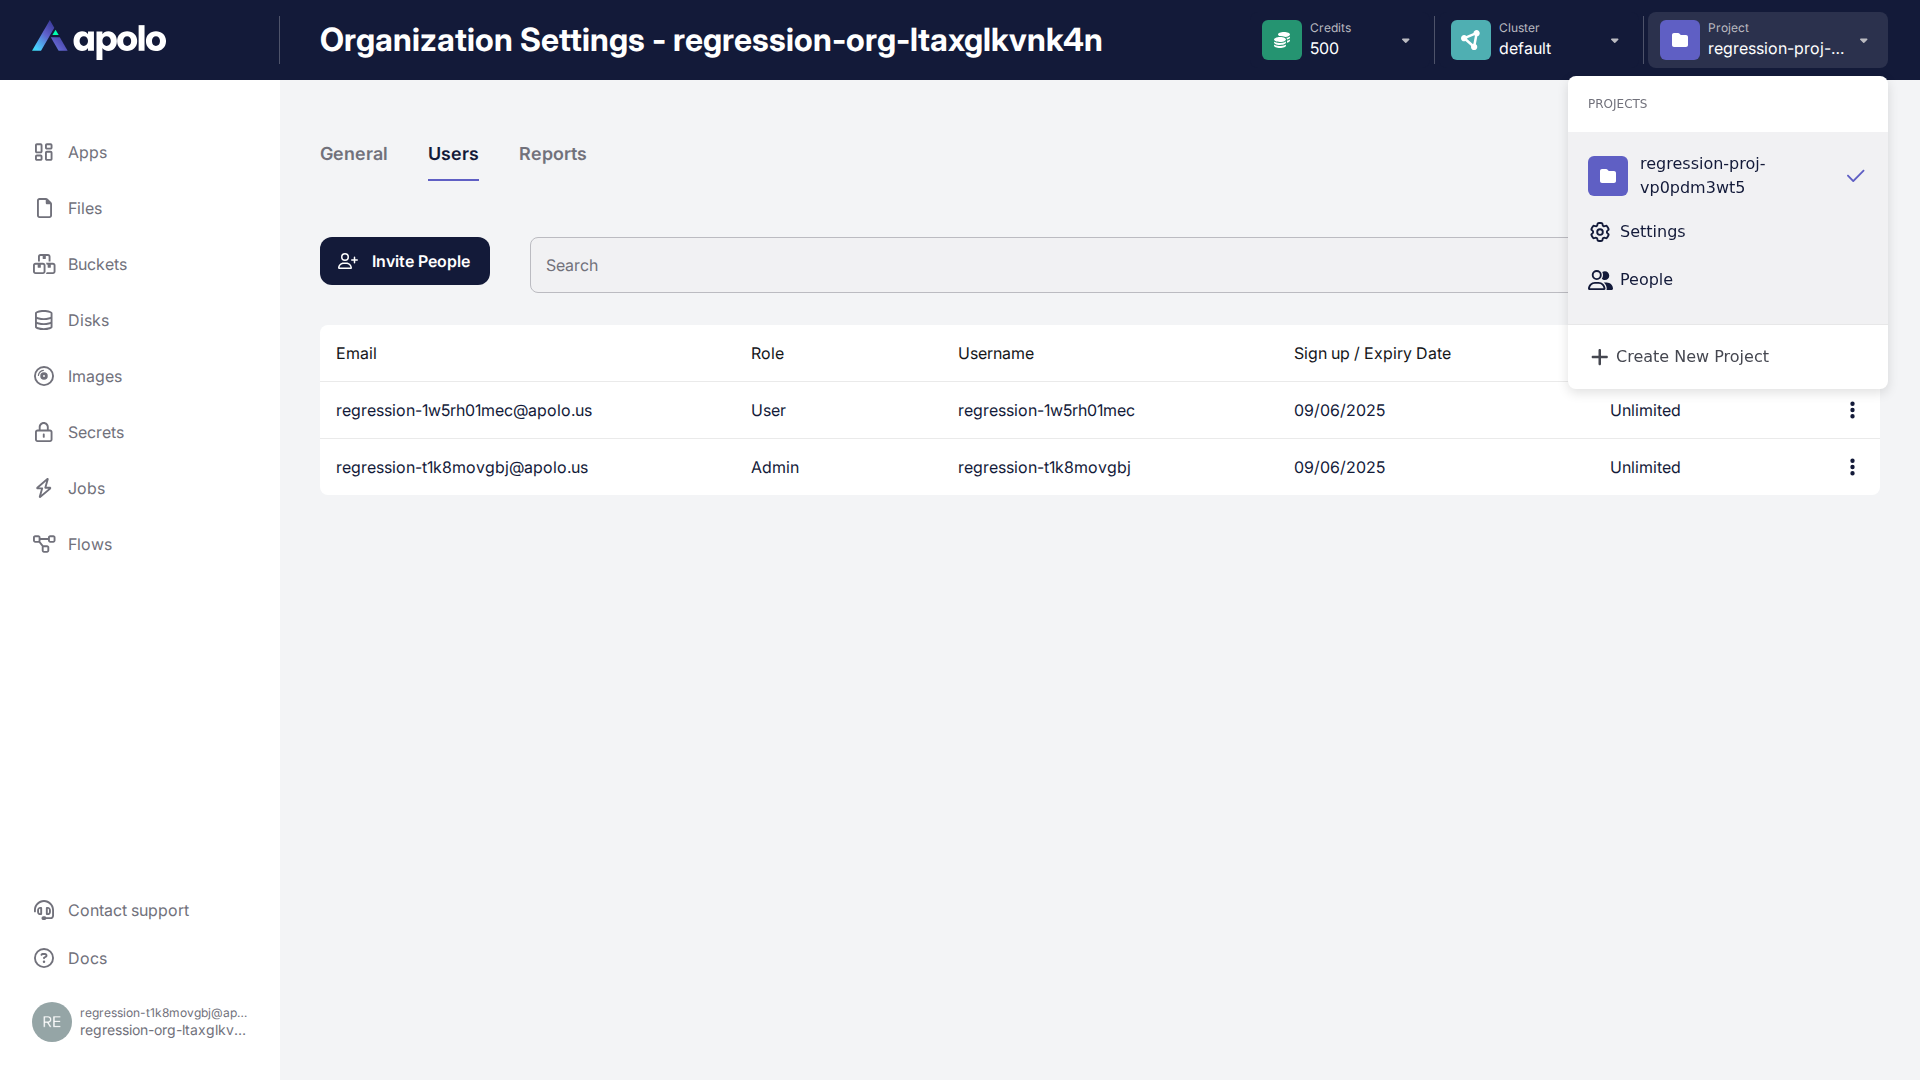 apolo
Organization Settings - regression-org-ltaxglkvnk4n
Credits
500
Cluster
default
Project
regression-proj-...
PROJECTS
regression-proj-
vp0pdm3wt5
Settings
People
Create New Project
Apps
Files
Buckets
Disks
Images
Secrets
Jobs
Flows
Contact support
Docs
RE
regression-t1k8movgbj@ap...
regression-org-ltaxglkv...
General
Users
Reports
Invite People
Search
Email
Role
Username
Sign up / Expiry Date
regression-1w5rh01mec@apolo.us
User
regression-1w5rh01mec
09/06/2025
Unlimited
regression-t1k8movgbj@apolo.us
Admin
regression-t1k8movgbj
09/06/2025
Unlimited